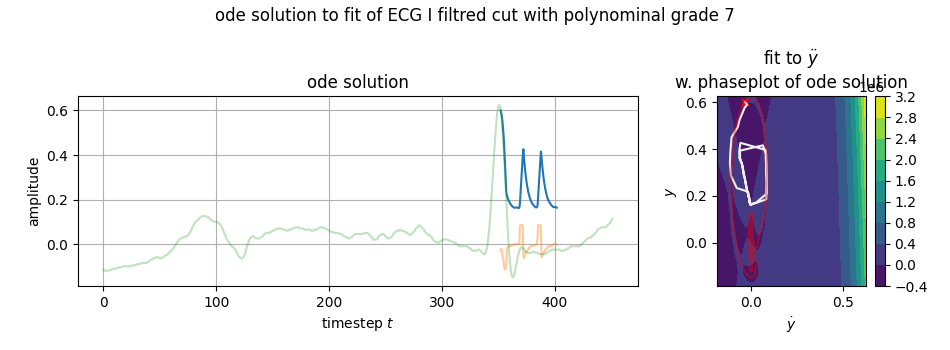 ode solution to fit of ECG I filtred cut with polynominal grade 7
ode solution
fit to ÿ
w. phaseplot of ode solution
1e6
0.6
0.4
0.2
0.0
amplitude
0
100
200
300
400
timestep t
0.6
0.4
0.2
0.0
y
0.0
0.5
ẏ
3.2
2.8
2.4
2.0
1.6
1.2
0.8
0.4
0.0
−0.4